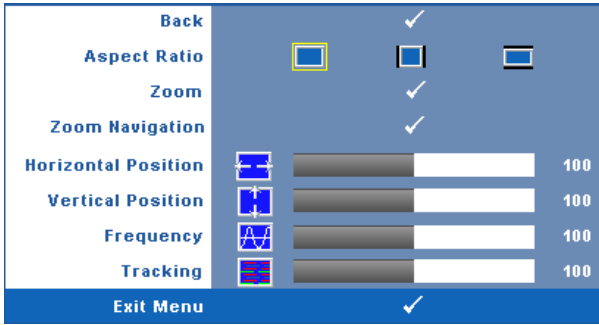 Back
Aspect Ratio
Zoom
Zoom Navigation
Horizontal Position 100
Vertical Position 100
Frequency 100
Tracking 100
Exit Menu